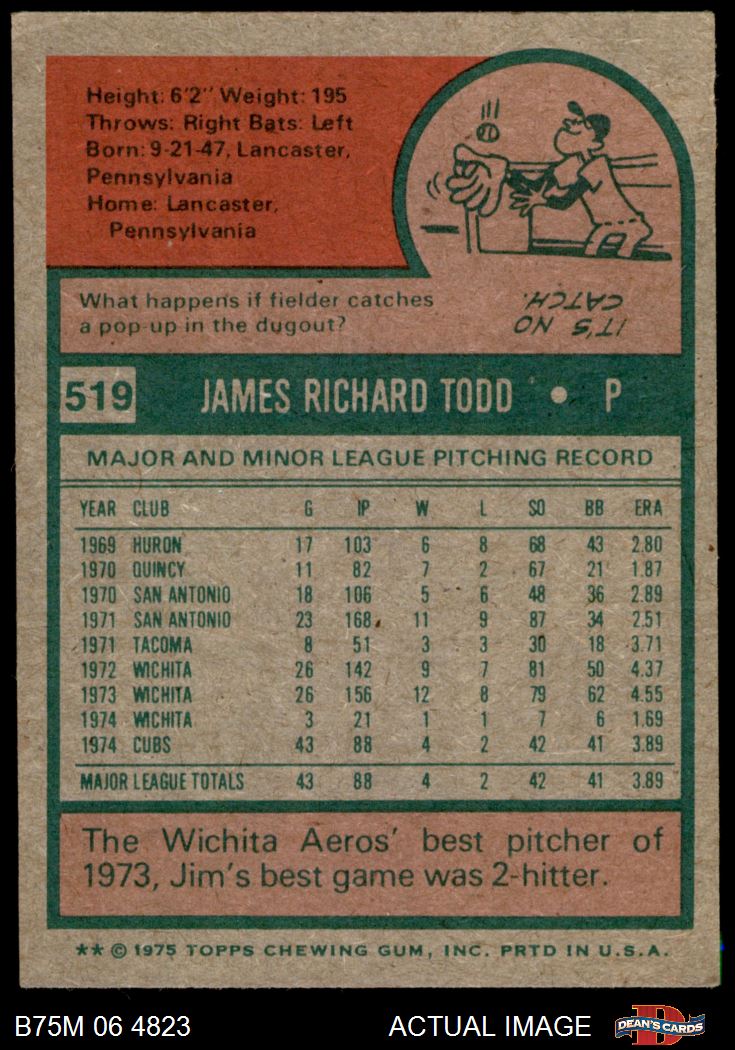 Height: 6'2" Weight: 195
Throws: Right Bats: Left
Born: 9-21-47, Lancaster,
Pennsylvania
Home: Lancaster,
Pennsylvania
What happens if fielder catches
a pop-up in the dugout?
IT'S NO
CATCH.
519 JAMES RICHARD TODD • P
MAJOR AND MINOR LEAGUE PITCHING RECORD
YEAR CLUB G IP W L SO BB ERA
1969 HURON 17 103 6 8 68 43 2.80
1970 QUINCY 11 82 7 2 67 21 1.87
1970 SAN ANTONIO 18 106 5 6 48 36 2.89
1971 SAN ANTONIO 23 168 11 9 87 34 2.51
1971 TACOMA 8 51 3 3 30 18 3.71
1972 WICHITA 26 142 9 7 81 50 4.37
1973 WICHITA 26 156 12 8 79 62 4.55
1974 WICHITA 3 21 1 1 7 6 1.69
1974 CUBS 43 88 4 2 42 41 3.89
MAJOR LEAGUE TOTALS 43 88 4 2 42 41 3.89
The Wichita Aeros' best pitcher of
1973, Jim's best game was 2-hitter.
** © 1975 TOPPS CHEWING GUM, INC. PRTD IN U.S.A.
B75M 06 4823 ACTUAL IMAGE DEAN'S CARDS